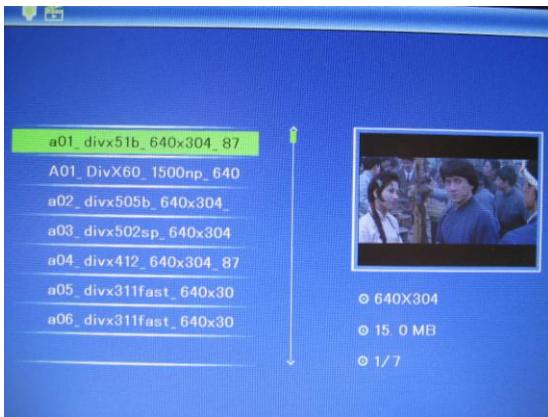 a01_divx51b_640x304_87
A01_DivX60_1500np_640
a02_divx505b_640x304_
a03_divx502sp_640x304
a04_divx412_640x304_87
a05_divx311fast_640x30
a06_divx311fast_640x30
640X304
15. 0 MB
1/7